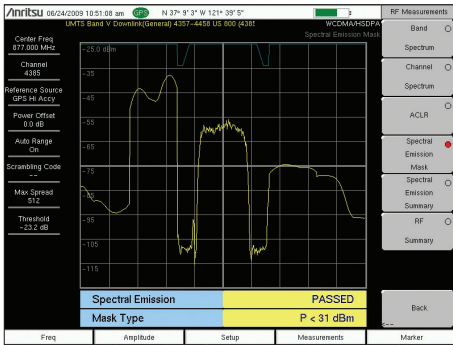 Anritsu 06/24/2009 10:51:08 am GPS N 37° 9' 3" W 121° 39' 5"
UMTS Band V Downlink(General) 4357-4458 US 800 (4385
WCDMA/HSDPA
Spectral Emission Mask
Center Freq
877.000 MHz
Channel
4385
Reference Source
GPS Hi Accy
Power Offset
0.0 dB
Auto Range
On
Scrambling Code
--
Max Spread
512
Threshold
-23.2 dB
-25.0 dBm
-35
-45
-55
-65
-75
-85
-95
-105
-115
RF Measurements
Band
Spectrum
Channel
Spectrum
ACLR
Spectral
Emission
Mask
Spectral
Emission
Summary
RF
Summary
Back
<--
Spectral Emission PASSED
Mask Type P < 31 dBm
Freq Amplitude Setup Measurements Marker